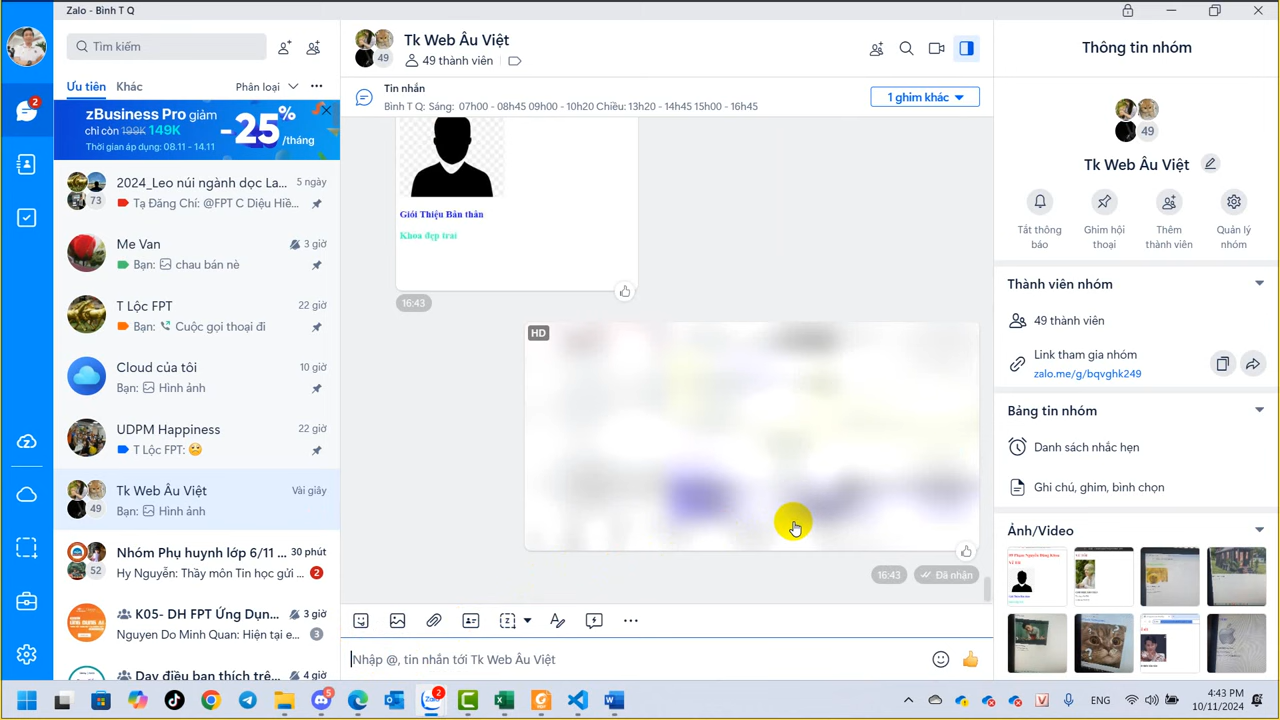 Zalo - Bình T Q
Tìm kiếm
Ưu tiên Khác Phân loại
zBusiness Pro giảm
chỉ còn 199K 149K
-25% /tháng
Thời gian áp dụng: 08.11 - 14.11
2
2024_Leo núi ngành dọc La... 5 ngày
73 Tạ Đăng Chí: @FPT C Diệu Hiề...
Me Van 3 giờ
Bạn: chau bán nè
T Lộc FPT 22 giờ
Bạn: Cuộc gọi thoại đi
Cloud của tôi 10 giờ
Bạn: Hình ảnh
UDPM Happiness 22 giờ
T Lộc FPT:
Tk Web Âu Việt Vài giây
49 Bạn: Hình ảnh
Nhóm Phụ huynh lớp 6/11 ... 30 phút
52 Hy Nguyễn: Thầy môn Tin học gửi ... 2
K05- DH FPT Ứng Dụn... 3 giờ
Nguyen Do Minh Quan: Hiện tại e... 3
Dạy điều bạn thích trê... 4 giờ
Tk Web Âu Việt
49 49 thành viên
Tin nhắn
Bình T Q: Sáng: 07h00 - 08h45 09h00 - 10h20 Chiều: 13h20 - 14h45 15h00 - 16h45
1 ghim khác
Giới Thiệu Bản thân
Khoa đẹp trai
16:43
HD
16:43 Đã nhận
Nhập @, tin nhắn tới Tk Web Âu Việt
Thông tin nhóm
49
Tk Web Âu Việt
Tắt thông báo
Ghim hội thoại
Thêm thành viên
Quản lý nhóm
Thành viên nhóm
49 thành viên
Link tham gia nhóm
zalo.me/g/bqvghk249
Bảng tin nhóm
Danh sách nhắc hẹn
Ghi chú, ghim, bình chọn
Ảnh/Video
5
Zalo 2
ENG
4:43 PM
10/11/2024